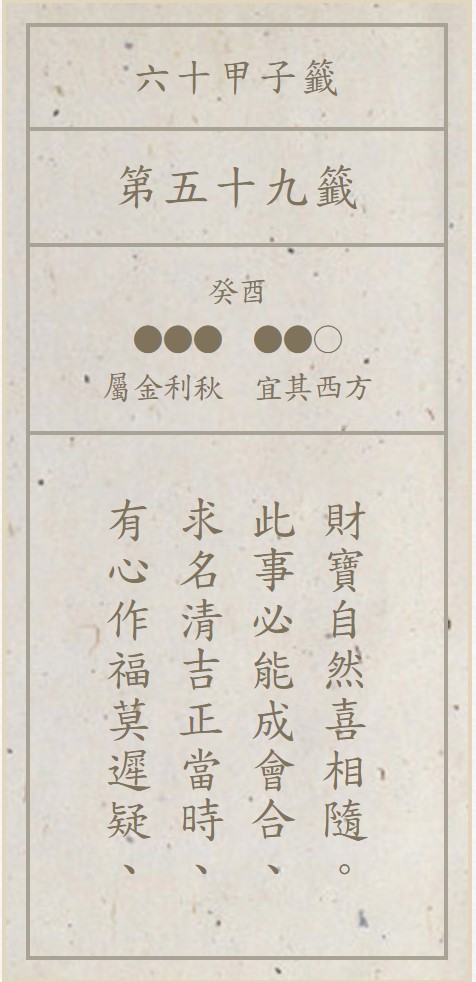 六十甲子籤
第五十九籤
癸酉
●●● ●●○
屬金利秋 宜其西方
有心作福莫遲疑、
求名清吉正當時、
此事必能成會合、
財寶自然喜相隨。